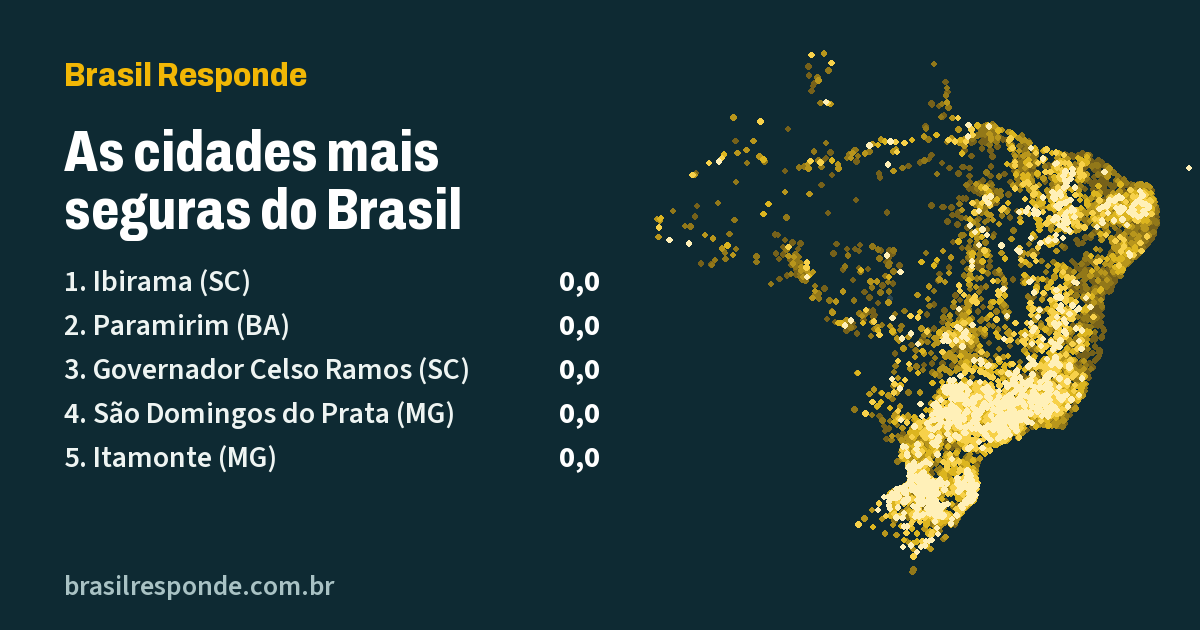 Brasil Responde
As cidades mais
seguras do Brasil
1. Ibirama (SC) 0,0
2. Paramirim (BA) 0,0
3. Governador Celso Ramos (SC) 0,0
4. São Domingos do Prata (MG) 0,0
5. Itamonte (MG) 0,0
brasilresponde.com.br